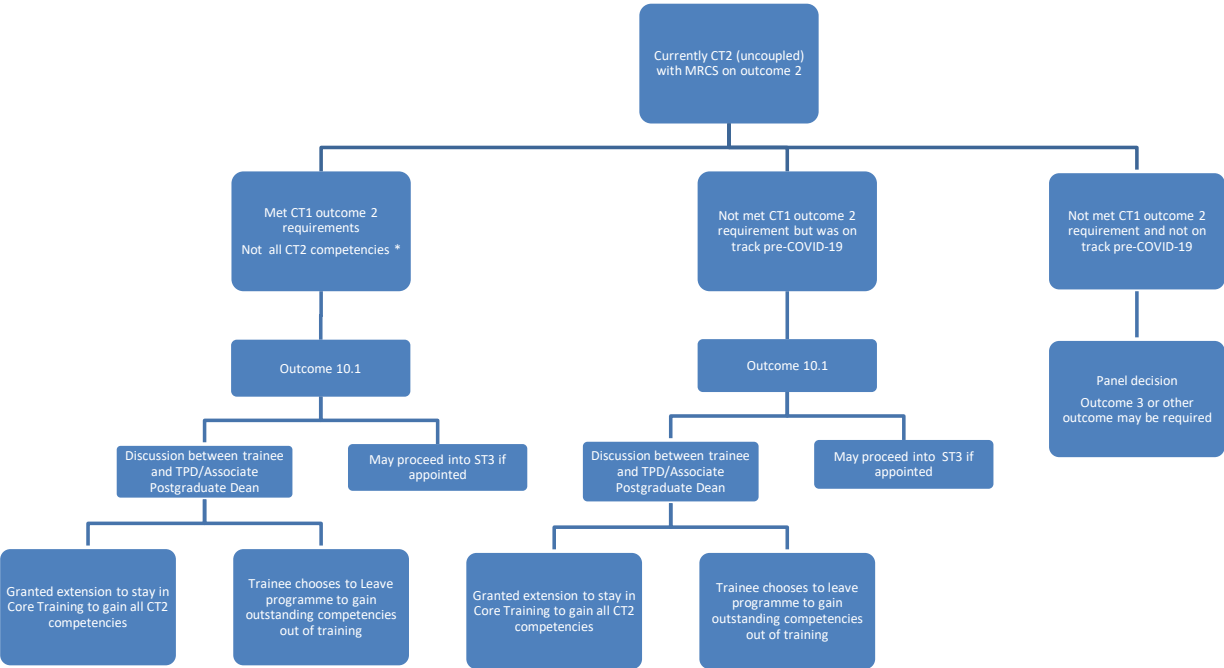 Currently CT2 (uncoupled)
with MRCS on outcome 2
Met CT1 outcome 2
requirements
Not all CT2 competencies *
Not met CT1 outcome 2
requirement but was on
track pre-COVID-19
Not met CT1 outcome 2
requirement and not on
track pre-COVID-19
Outcome 10.1
Outcome 10.1
Panel decision
Outcome 3 or other
outcome may be required
Discussion between trainee
and TPD/Associate
Postgraduate Dean
May proceed into ST3 if
appointed
Discussion between trainee
and TPD/Associate
Postgraduate Dean
May proceed into ST3 if
appointed
Granted extension to stay in
Core Training to gain all CT2
competencies
Trainee chooses to Leave
programme to gain
outstanding competencies
out of training
Granted extension to stay in
Core Training to gain all CT2
competencies
Trainee chooses to leave
programme to gain
outstanding competencies
out of training